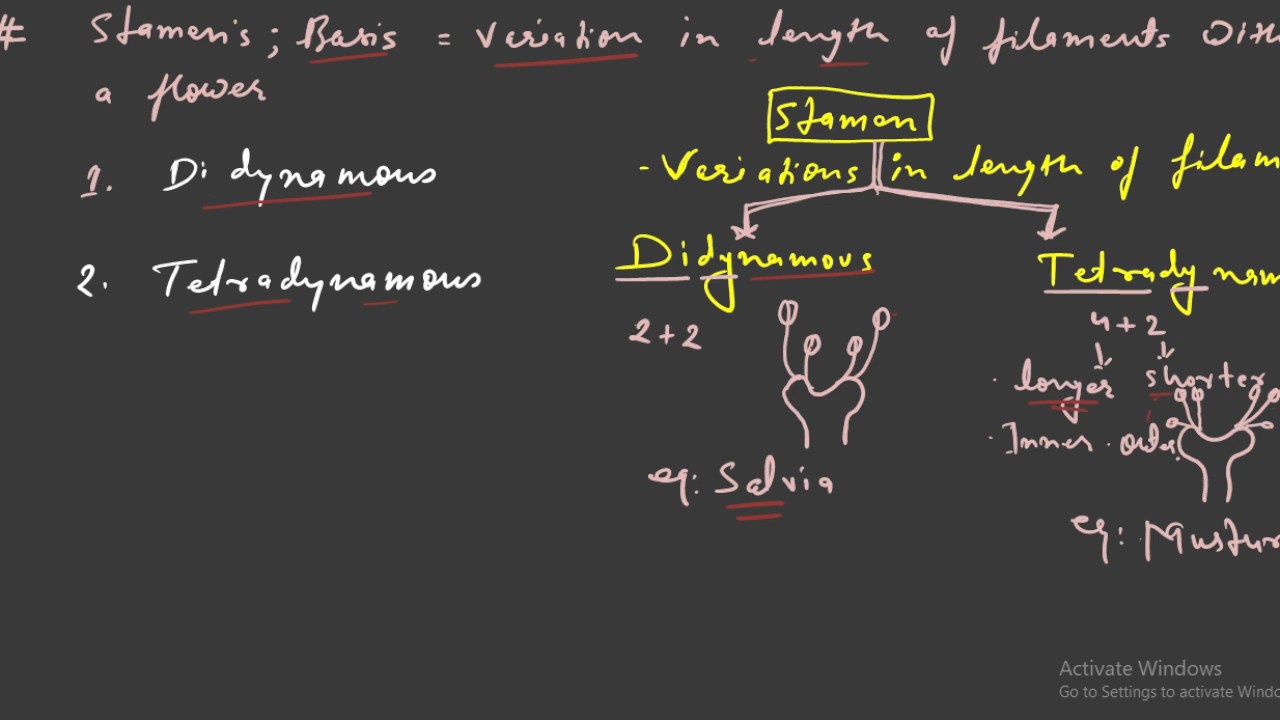 # Stamens; Basis = Variation in length of filaments With
a flower
Stamen
- Variations in length of filam
1. Didynamous
2. Tetradynamous
Didynamous
Tetradynam
2+2
4+2
. longer shorter
. Inner . outer
eg: Salvia
eg: Mustur
Activate Windows
Go to Settings to activate Windo